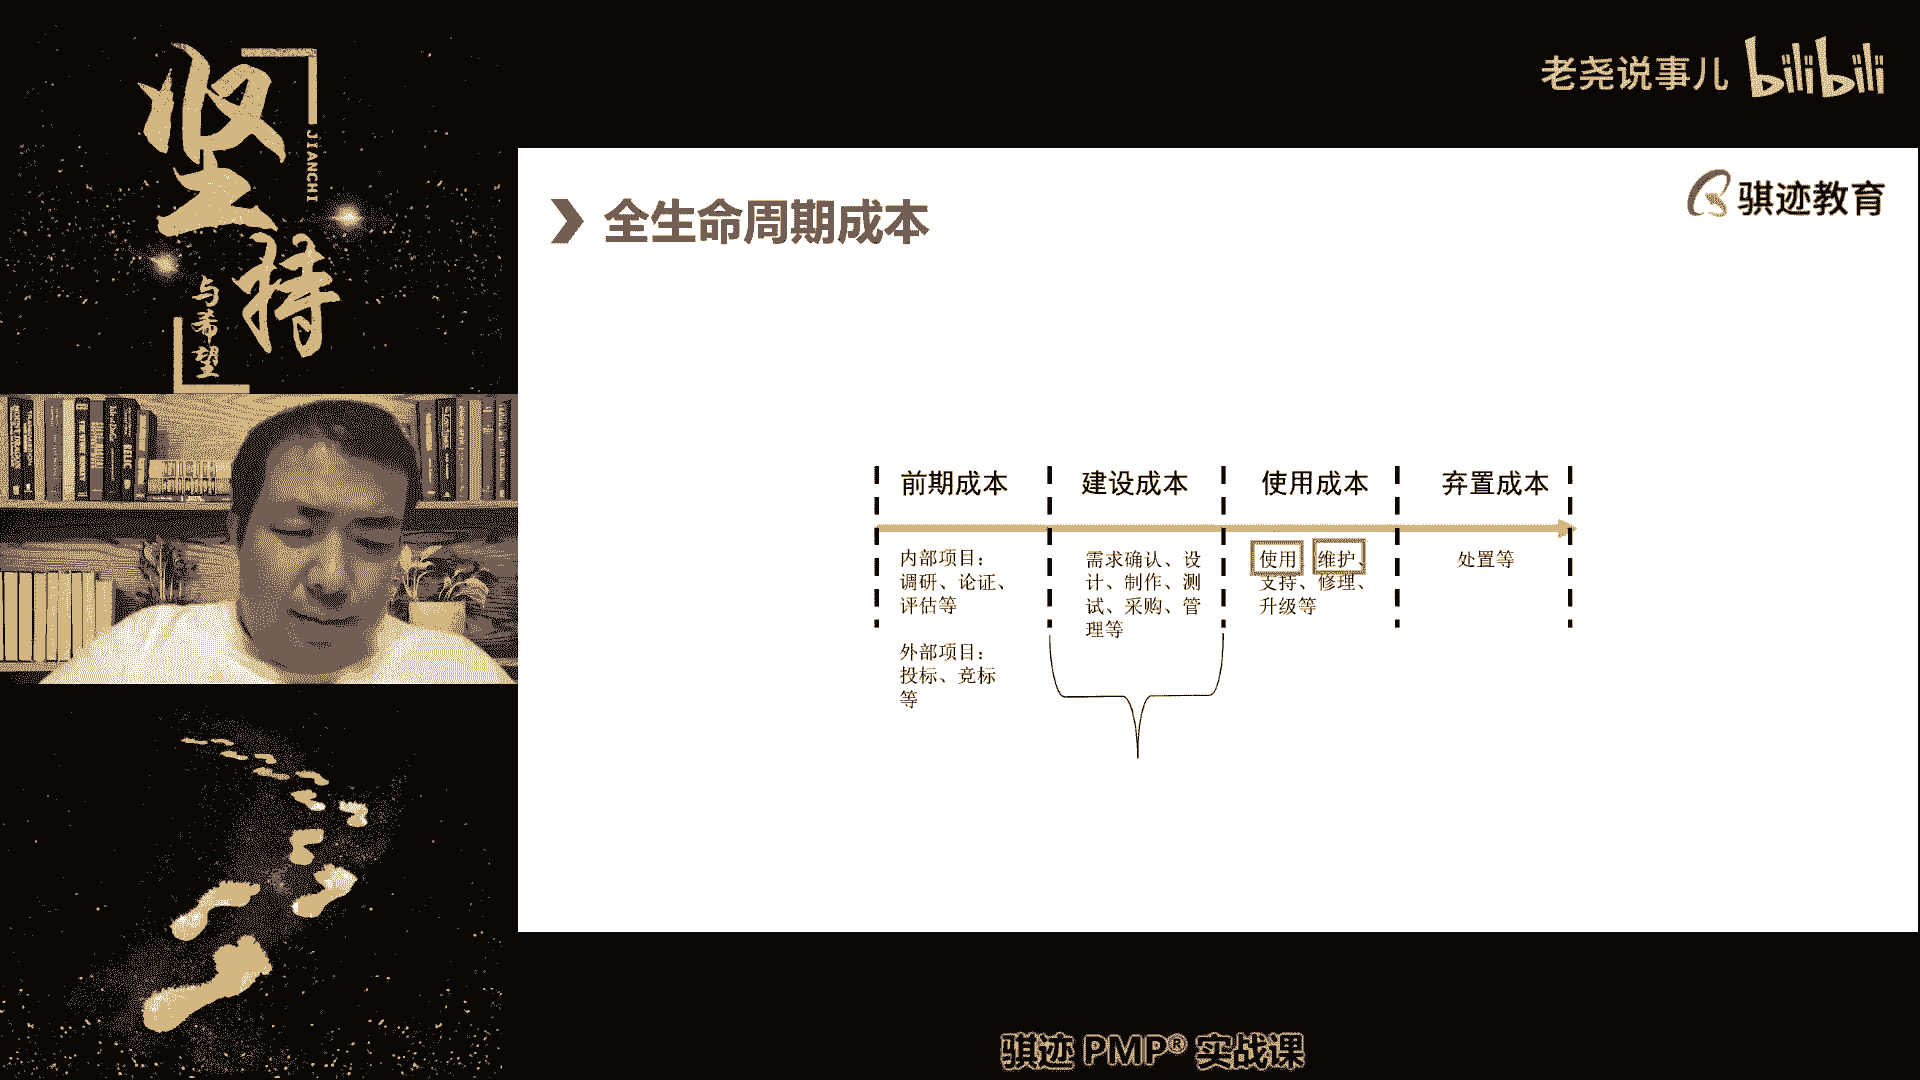 坚持
JIANCHI
与希望
老尧说事儿 bilibili
骐迹教育
全生命周期成本
前期成本
建设成本
使用成本
弃置成本
内部项目：
调研、论证、
评估等
外部项目：
投标、竞标
等
需求确认、设
计、制作、测
试、采购、管
理等
使用、维护、
支持、修理、
升级等
处置等
骐迹 PMP® 实战课